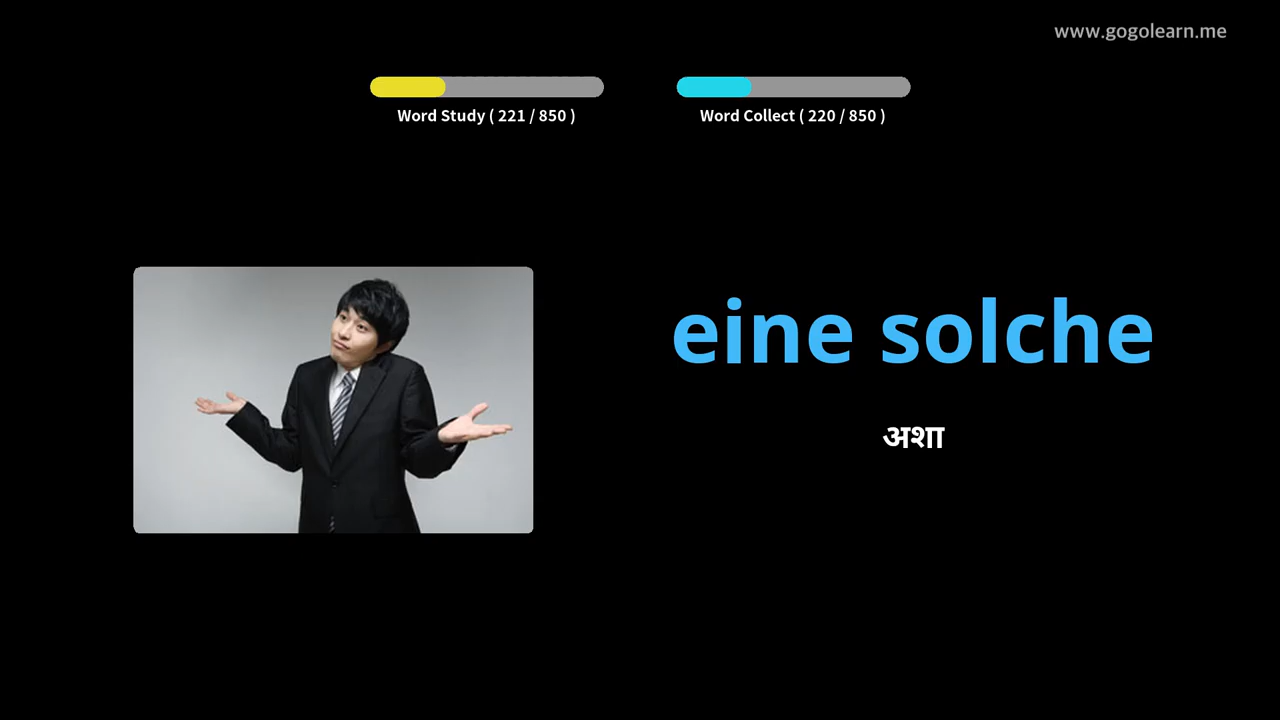 www.gogolearn.me
Word Study ( 221 / 850 )
Word Collect ( 220 / 850 )
eine solche
अशा